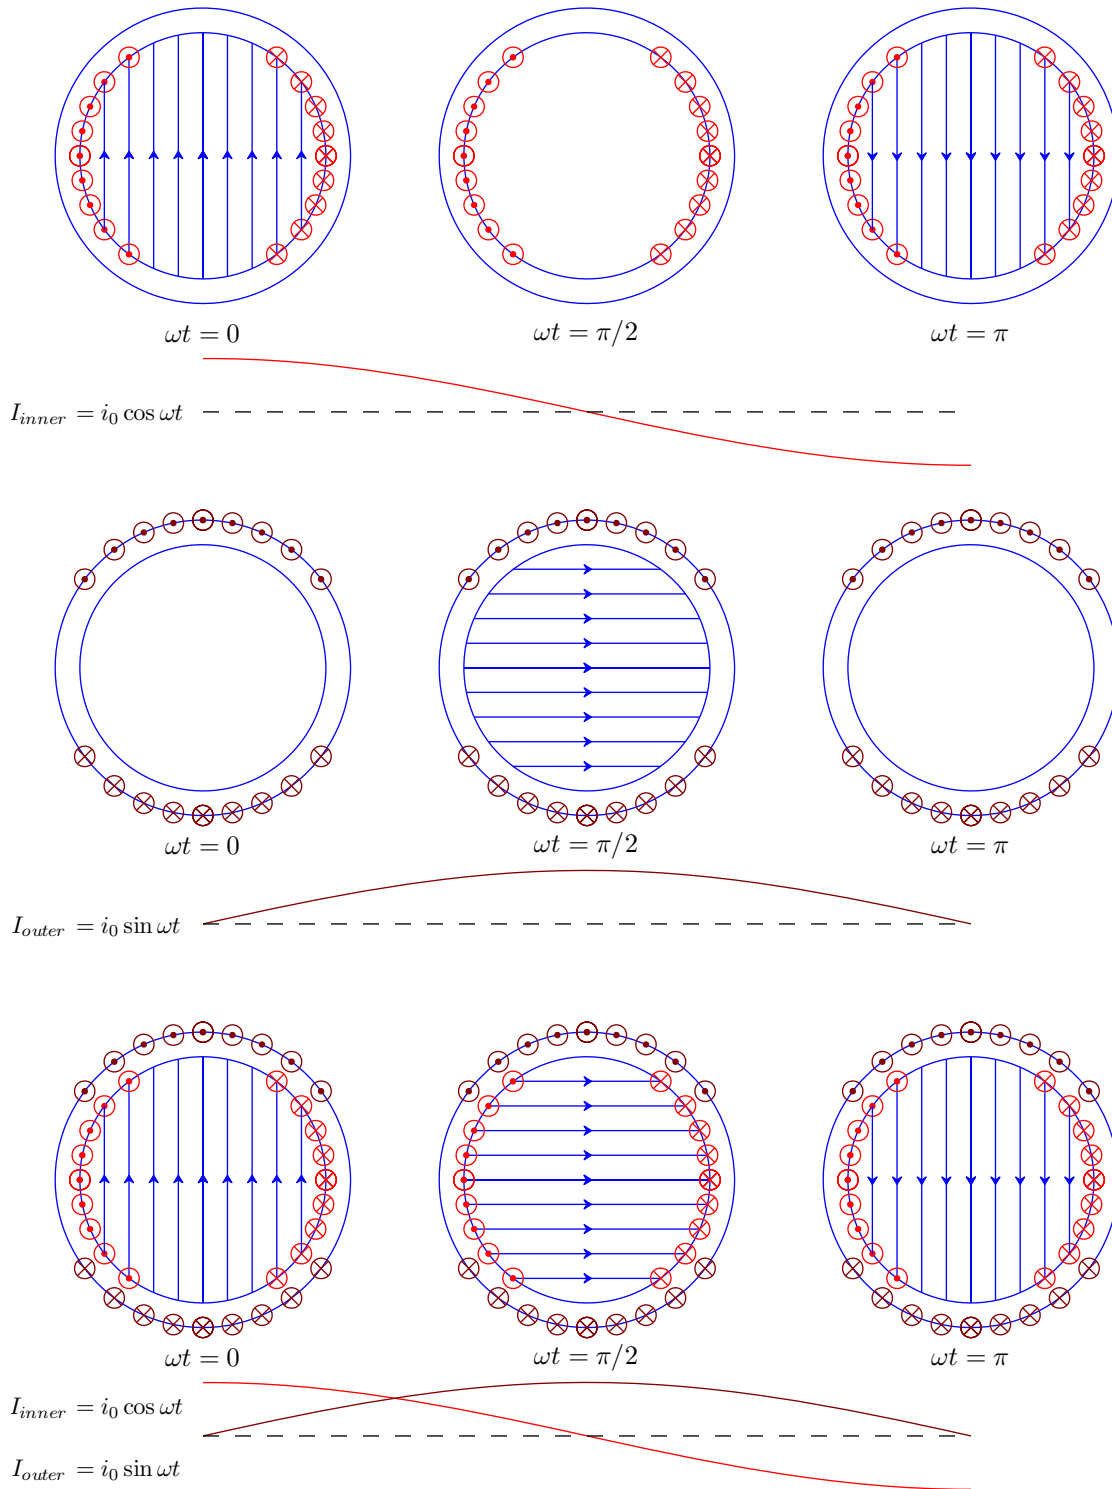 ωt = 0
ωt = π/2
ωt = π
I_inner = i_0 cos ωt
ωt = 0
ωt = π/2
ωt = π
I_outer = i_0 sin ωt
ωt = 0
ωt = π/2
ωt = π
I_inner = i_0 cos ωt
I_outer = i_0 sin ωt